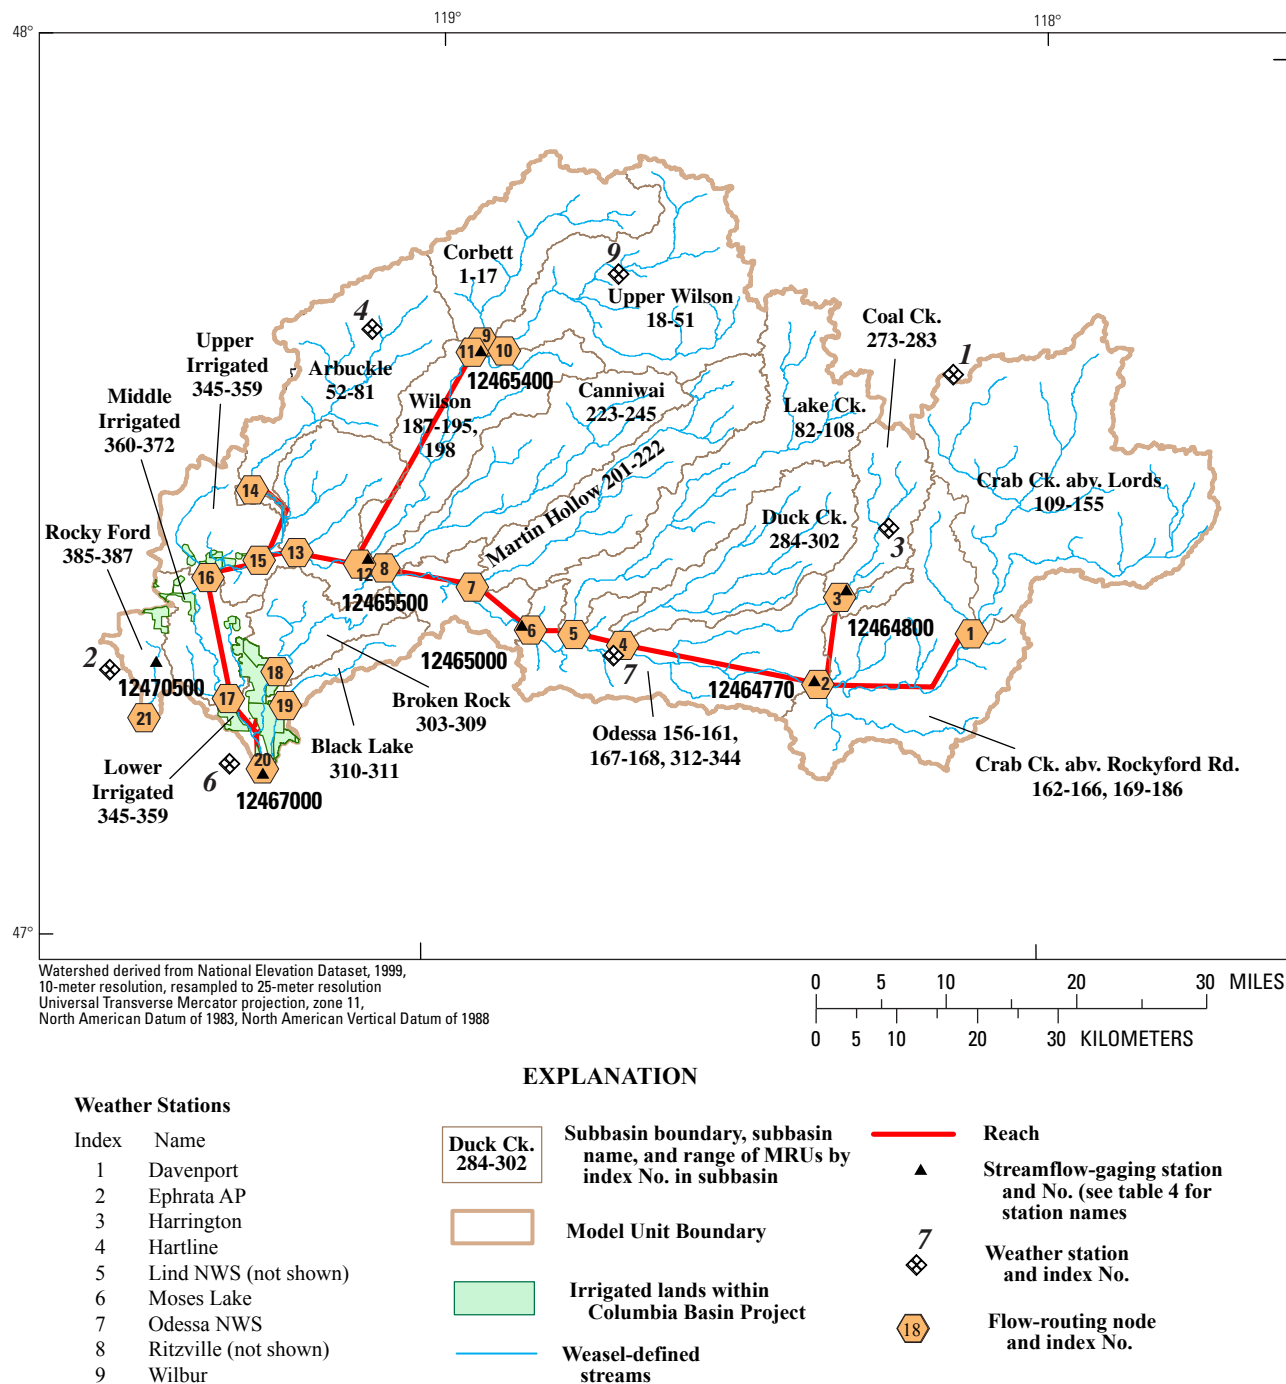 119°
118°
48°
Corbett
1-17
9
Upper Wilson
18-51
4
Coal Ck.
273-283
Upper
Irrigated
345-359
9
11
10
1
Arbuckle
52-81
12465400
Middle
Irrigated
360-372
Wilson
187-195,
198
Canniwai
223-245
Lake Ck.
82-108
Martin Hollow 201-222
Crab Ck. abv. Lords
109-155
14
Duck Ck.
284-302
3
Rocky Ford
385-387
13
15
12
8
16
7
12465500
3
12464800
6
5
4
1
2
12465000
7
12464770
2
18
12470500
17
19
21
Broken Rock
303-309
Odessa 156-161,
167-168, 312-344
Black Lake
310-311
Crab Ck. abv. Rockyford Rd.
162-166, 169-186
Lower
Irrigated
345-359
6
20
12467000
47°
Watershed derived from National Elevation Dataset, 1999,
10-meter resolution, resampled to 25-meter resolution
Universal Transverse Mercator projection, zone 11,
North American Datum of 1983, North American Vertical Datum of 1988
0 5 10 20 30 MILES
0 5 10 20 30 KILOMETERS
EXPLANATION
Weather Stations
Index Name
1 Davenport
2 Ephrata AP
3 Harrington
4 Hartline
5 Lind NWS (not shown)
6 Moses Lake
7 Odessa NWS
8 Ritzville (not shown)
9 Wilbur
Duck Ck.
284-302
Subbasin boundary, subbasin
name, and range of MRUs by
index No. in subbasin
Model Unit Boundary
Irrigated lands within
Columbia Basin Project
Weasel-defined
streams
Reach
Streamflow-gaging station
and No. (see table 4 for
station names
7
Weather station
and index No.
18
Flow-routing node
and index No.